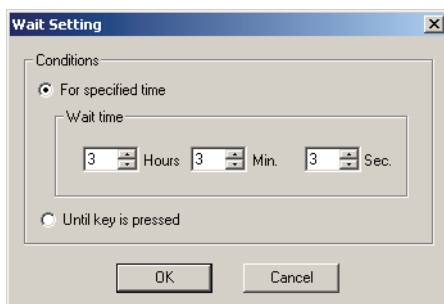 Wait Setting
Conditions
For specified time
Wait time
3 Hours 3 Min. 3 Sec.
Until key is pressed
OK Cancel